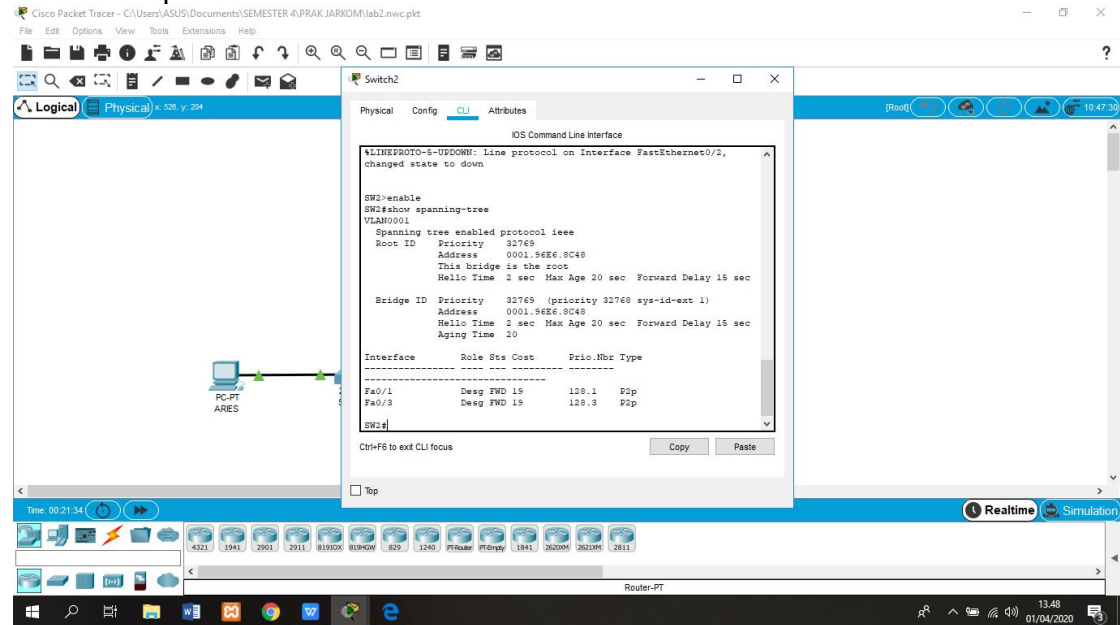 Cisco Packet Tracer - C:\Users\ASUS\Documents\SEMESTER 4\PRAK JARKOM\lab2.nwc.pkt
File Edit Options View Tools Extensions Help
?
Logical Physical x: 528, y: 204 [Root] 10:47:30
Switch2
Physical Config CLI Attributes
IOS Command Line Interface
%LINEPROTO-5-UPDOWN: Line protocol on Interface FastEthernet0/2,
changed state to down
SW2>enable
SW2#show spanning-tree
VLAN0001
Spanning tree enabled protocol ieee
Root ID Priority 32769
Address 0001.96E6.8C48
This bridge is the root
Hello Time 2 sec Max Age 20 sec Forward Delay 15 sec
Bridge ID Priority 32769 (priority 32768 sys-id-ext 1)
Address 0001.96E6.8C48
Hello Time 2 sec Max Age 20 sec Forward Delay 15 sec
Aging Time 20
Interface Role Sts Cost Prio.Nbr Type
---------------- ---- --- --------- --------
--------------------------------
Fa0/1 Desg FWD 19 128.1 P2p
Fa0/3 Desg FWD 19 128.3 P2p
SW2#
Ctrl+F6 to exit CLI focus
Copy Paste
Top
PC-PT
ARIES
Time: 00:21:34 Realtime Simulation
4321 1941 2901 2911 819IOX 819HGW 829 1240 PT-Router PT-Empty 1841 2620XM 2621XM 2811
Router-PT
13.48
01/04/2020
3